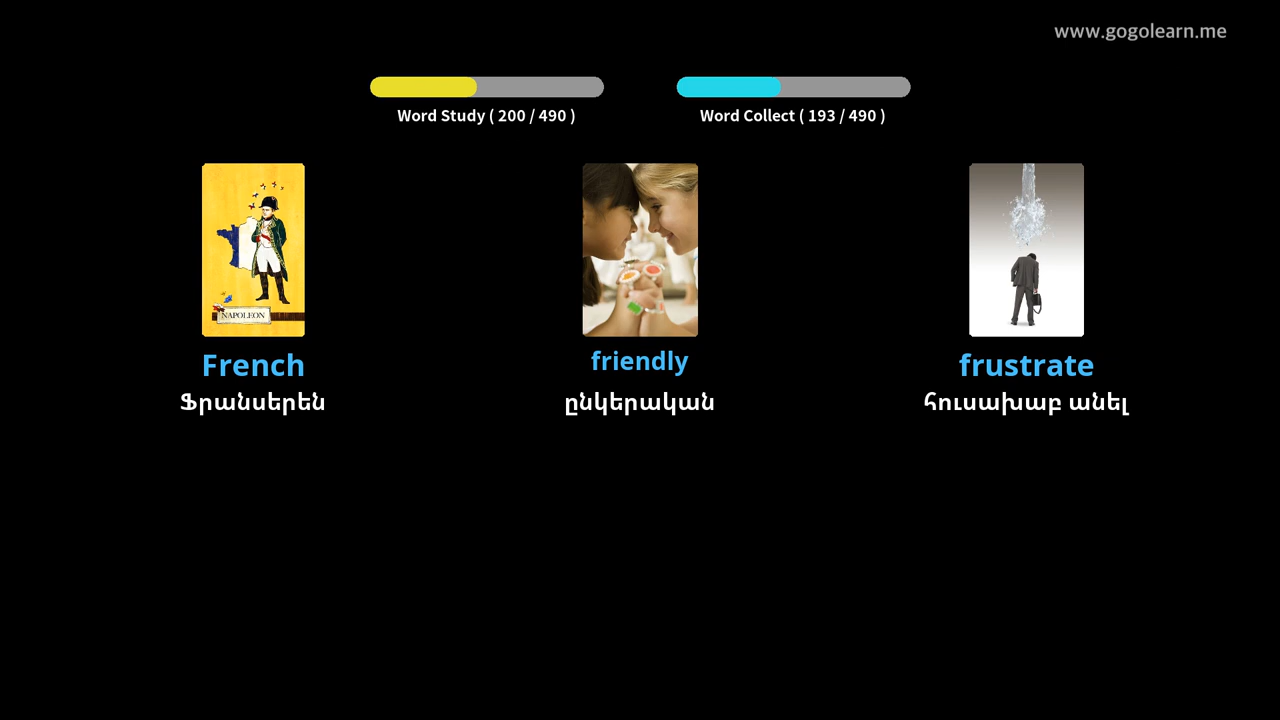 www.gogolearn.me
Word Study ( 200 / 490 )
Word Collect ( 193 / 490 )
NAPOLEON
French
friendly
frustrate
Ֆրանսերեն
ընկերական
հուսախաբ անել